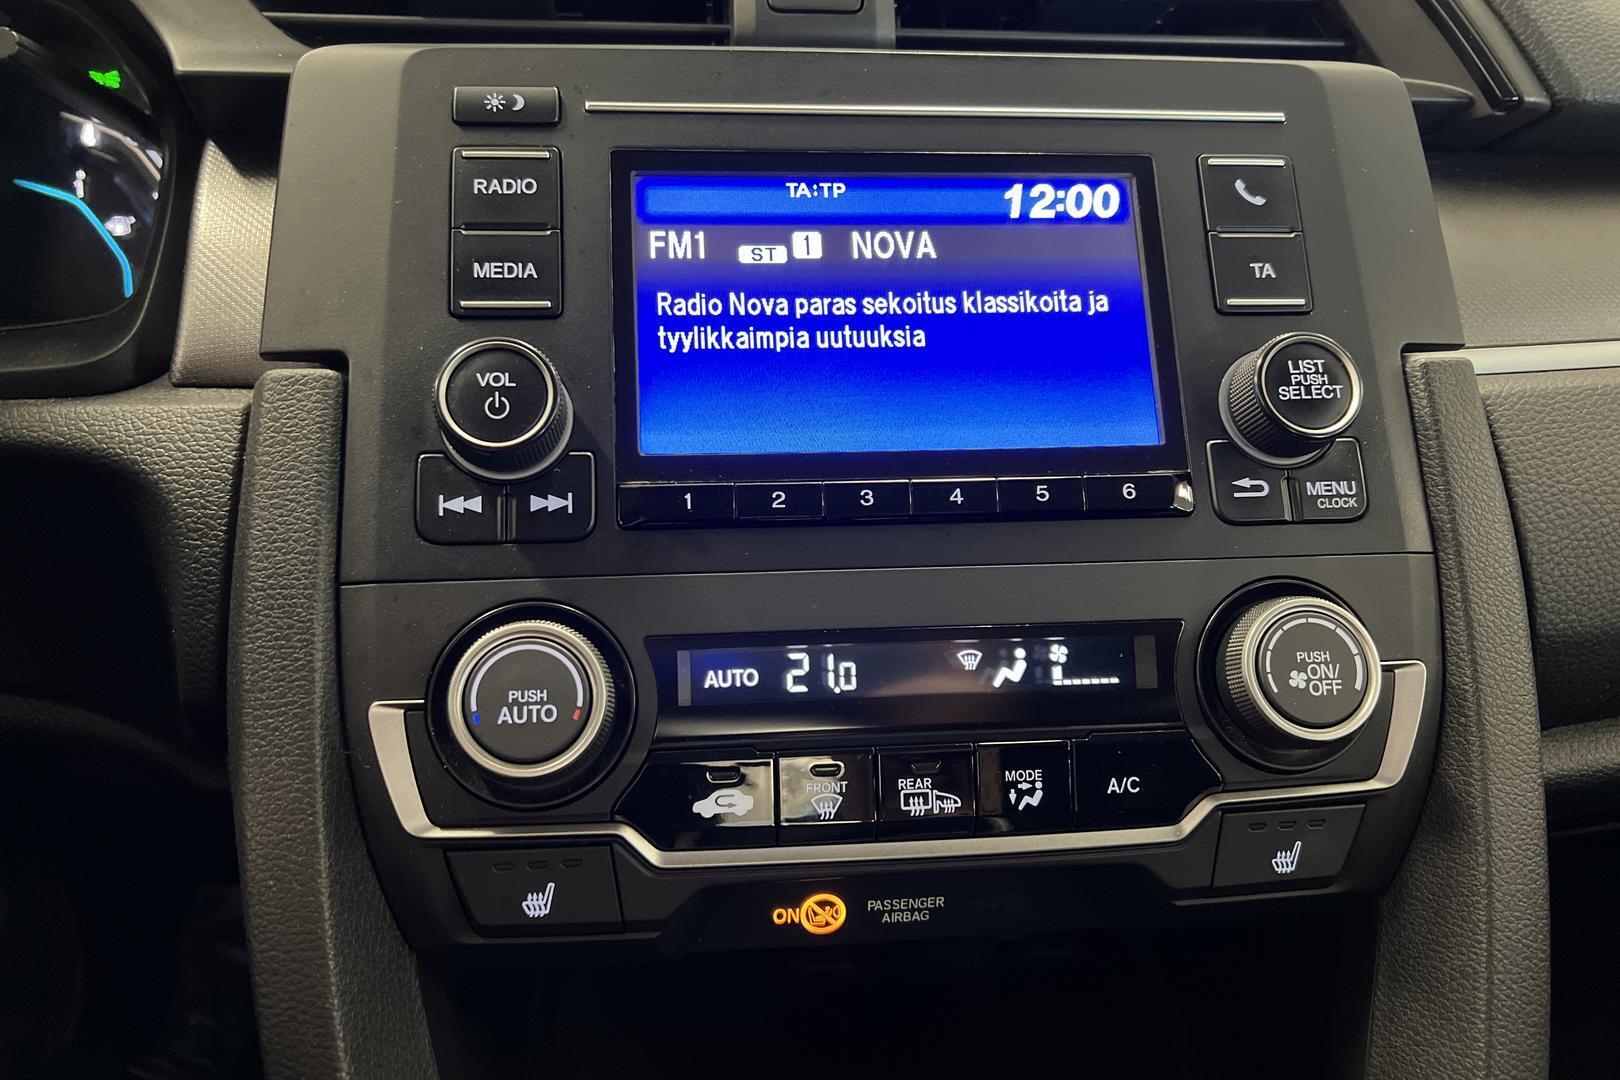 RADIO
MEDIA
VOL
TA:TP
12:00
FM1 ST 1 NOVA
Radio Nova paras sekoitus klassikoita ja
tyylikkaimpia uutuuksia
TA
LIST
PUSH
SELECT
1 2 3 4 5 6
MENU
CLOCK
PUSH
AUTO
AUTO 21.0
PUSH
ON/
OFF
FRONT
REAR
MODE
A/C
ON
PASSENGER
AIRBAG